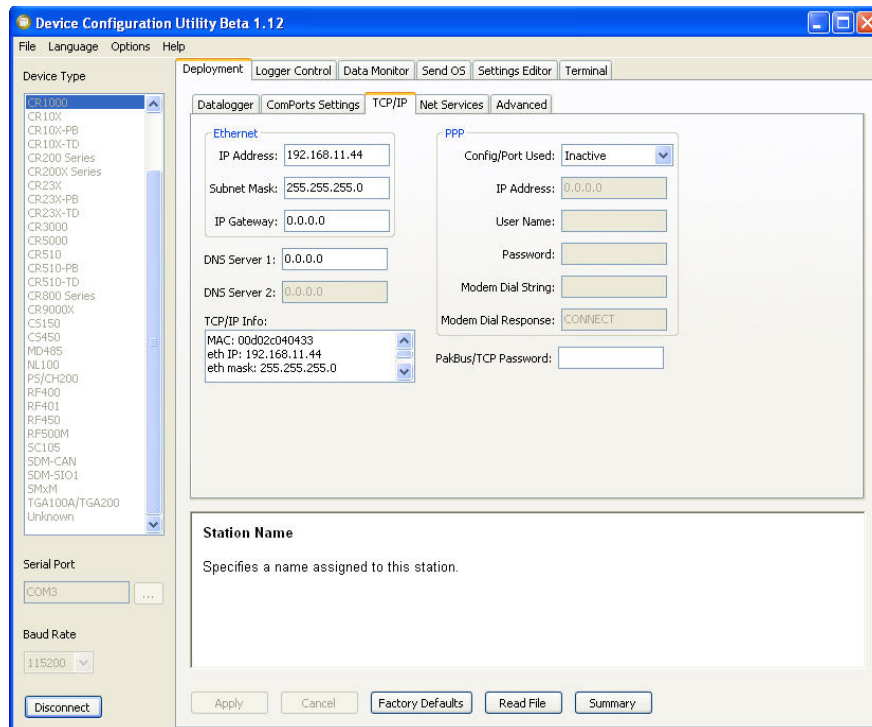 Device Configuration Utility Beta 1.12
File Language Options Help
Device Type
CR1000
CR10X
CR10X-PB
CR10X-TD
CR200 Series
CR200X Series
CR23X
CR23X-PB
CR23X-TD
CR3000
CR5000
CR510
CR510-PB
CR510-TD
CR800 Series
CR9000X
CS150
CS450
MD485
NL100
PS/CH200
RF400
RF401
RF450
RF500M
SC105
SDM-CAN
SDM-SIO1
SMxM
TGA100A/TGA200
Unknown
Serial Port
COM3 ...
Baud Rate
115200
Disconnect
Deployment Logger Control Data Monitor Send OS Settings Editor Terminal
Datalogger ComPorts Settings TCP/IP Net Services Advanced
Ethernet
IP Address: 192.168.11.44
Subnet Mask: 255.255.255.0
IP Gateway: 0.0.0.0
DNS Server 1: 0.0.0.0
DNS Server 2: 0.0.0.0
TCP/IP Info:
MAC: 00d02c040433
eth IP: 192.168.11.44
eth mask: 255.255.255.0
PPP
Config/Port Used: Inactive
IP Address: 0.0.0.0
User Name:
Password:
Modem Dial String:
Modem Dial Response: CONNECT
PakBus/TCP Password:
Station Name
Specifies a name assigned to this station.
Apply Cancel Factory Defaults Read File Summary